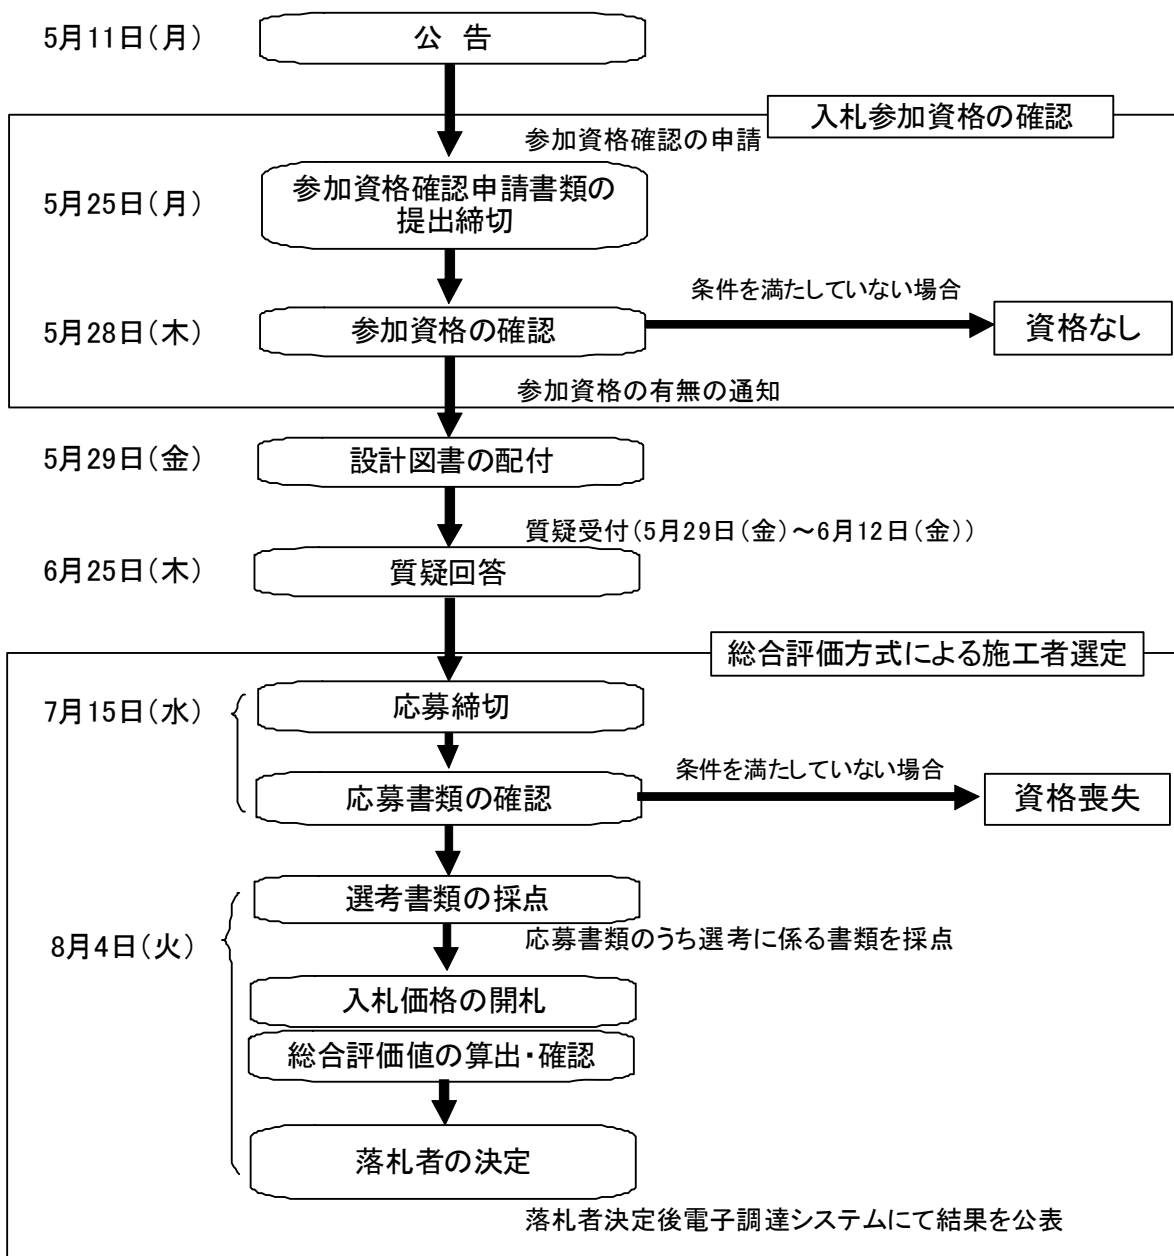 5月11日(月)
公 告
入札参加資格の確認
参加資格確認の申請
5月25日(月)
参加資格確認申請書類の
提出締切
条件を満たしていない場合
5月28日(木)
参加資格の確認
資格なし
参加資格の有無の通知
5月29日(金)
設計図書の配付
質疑受付(5月29日(金)～6月12日(金))
6月25日(木)
質疑回答
総合評価方式による施工者選定
7月15日(水)
応募締切
条件を満たしていない場合
応募書類の確認
資格喪失
選考書類の採点
8月4日(火)
応募書類のうち選考に係る書類を採点
入札価格の開札
総合評価値の算出・確認
落札者の決定
落札者決定後電子調達システムにて結果を公表